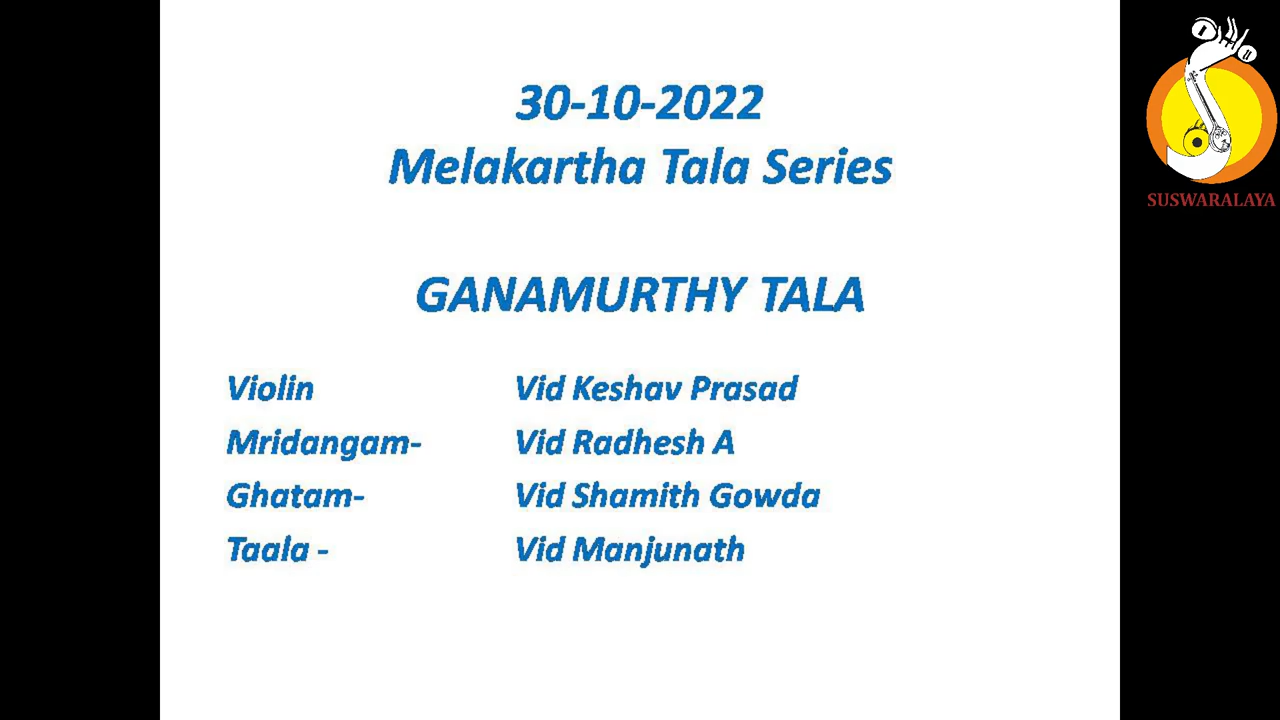 30-10-2022
Melakartha Tala Series
GANAMURTHY TALA
Violin Vid Keshav Prasad
Mridangam- Vid Radhesh A
Ghatam- Vid Shamith Gowda
Taala - Vid Manjunath
SUSWARALAYA